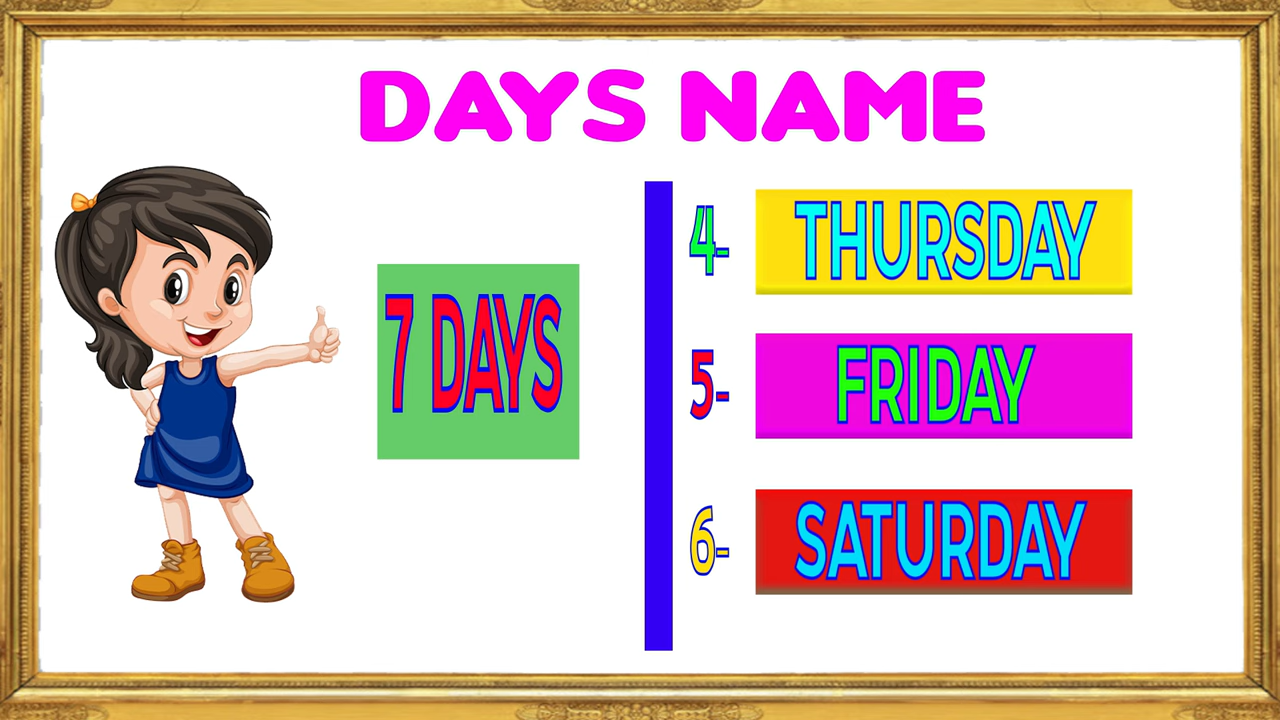 DAYS NAME
7 DAYS
4- THURSDAY
5- FRIDAY
6- SATURDAY